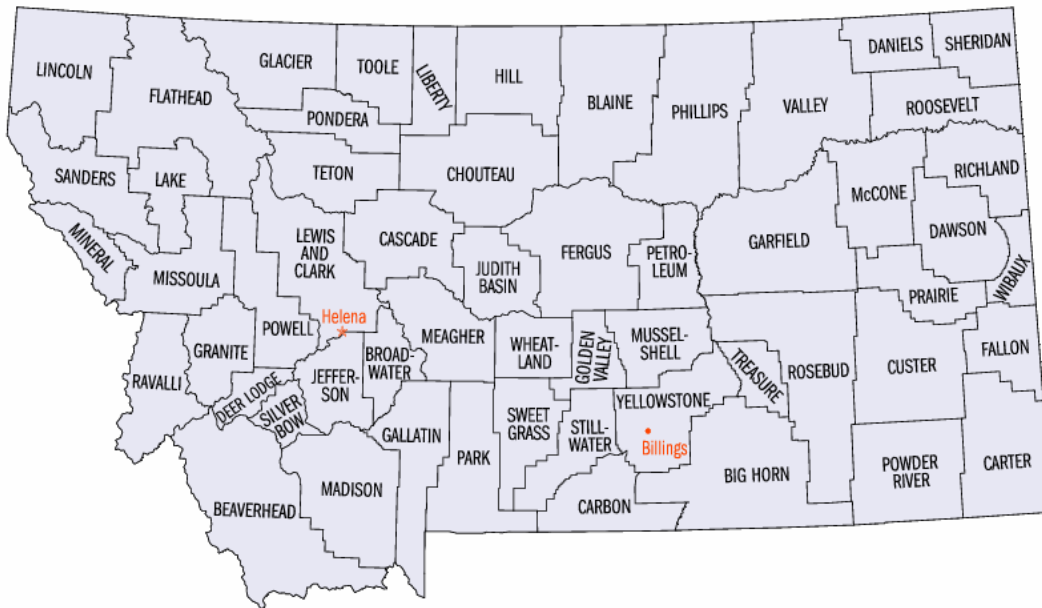 DANIELS
SHERIDAN
GLACIER
TOOLE
LIBERTY
HILL
LINCOLN
FLATHEAD
BLAINE
PHILLIPS
VALLEY
ROOSEVELT
PONDERA
SANDERS
LAKE
TETON
CHOUTEAU
McCONE
RICHLAND
MINERAL
MISSOULA
LEWIS
AND
CLARK
CASCADE
JUDITH
BASIN
FERGUS
PETRO-
LEUM
GARFIELD
DAWSON
WIBAUX
PRAIRIE
Helena
POWELL
GRANITE
RAVALLI
MEAGHER
BROAD-
WATER
WHEAT-
LAND
GOLDEN
VALLEY
MUSSEL-
SHELL
TREASURE
ROSEBUD
CUSTER
FALLON
DEER LODGE
SILVER
BOW
JEFFER-
SON
GALLATIN
PARK
SWEET
GRASS
STILL-
WATER
YELLOWSTONE
Billings
BIG HORN
POWDER
RIVER
CARTER
BEAVERHEAD
MADISON
CARBON